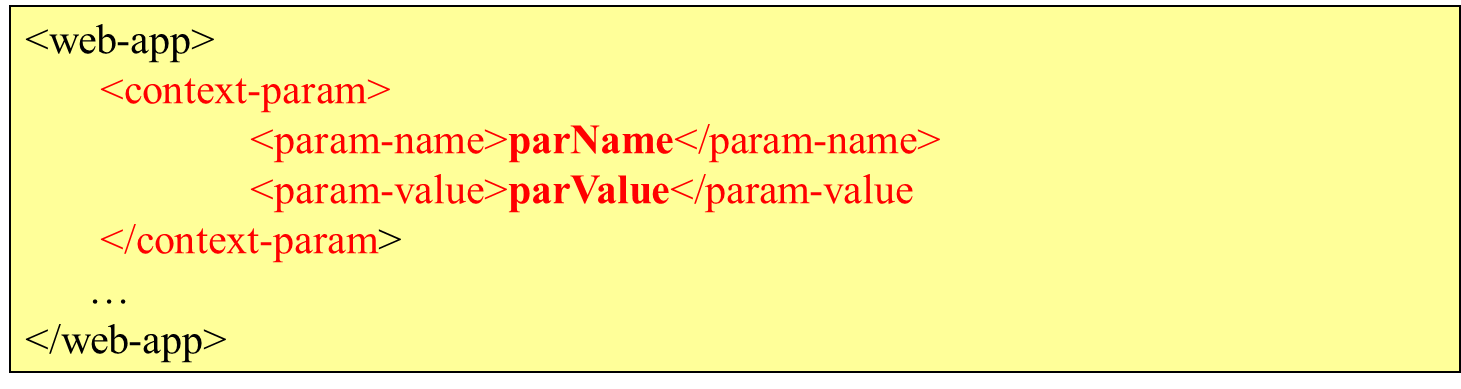 <web-app>
<context-param>
<param-name>parName</param-name>
<param-value>parValue</param-value
</context-param>
…
</web-app>